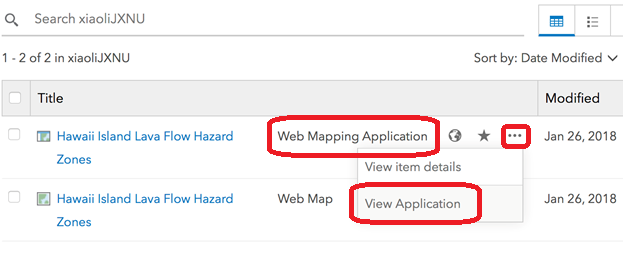 Search xiaoliJXNU
1 - 2 of 2 in xiaoliJXNU
Sort by: Date Modified
Title
Modified
Hawaii Island Lava Flow Hazard
Zones
Web Mapping Application
Jan 26, 2018
View item details
Hawaii Island Lava Flow Hazard
Zones
Web Map
View Application
Jan 26, 2018